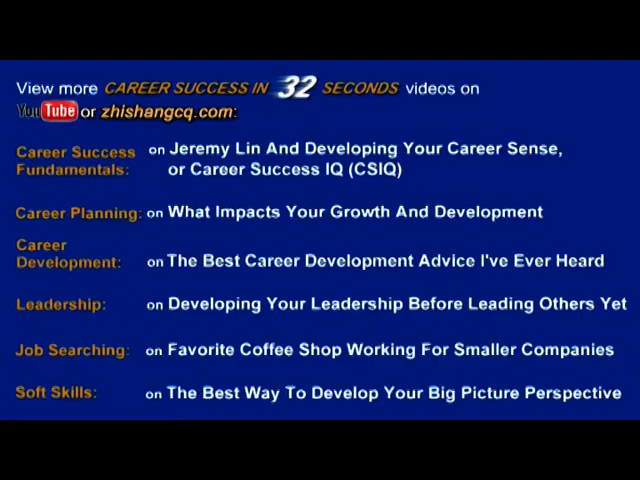 View more CAREER SUCCESS IN 32 SECONDS videos on
YouTube or zhishangcq.com:
Career Success Fundamentals: on Jeremy Lin And Developing Your Career Sense,
or Career Success IQ (CSIQ)
Career Planning: on What Impacts Your Growth And Development
Career
Development: on The Best Career Development Advice I've Ever Heard
Leadership: on Developing Your Leadership Before Leading Others Yet
Job Searching: on Favorite Coffee Shop Working For Smaller Companies
Soft Skills: on The Best Way To Develop Your Big Picture Perspective